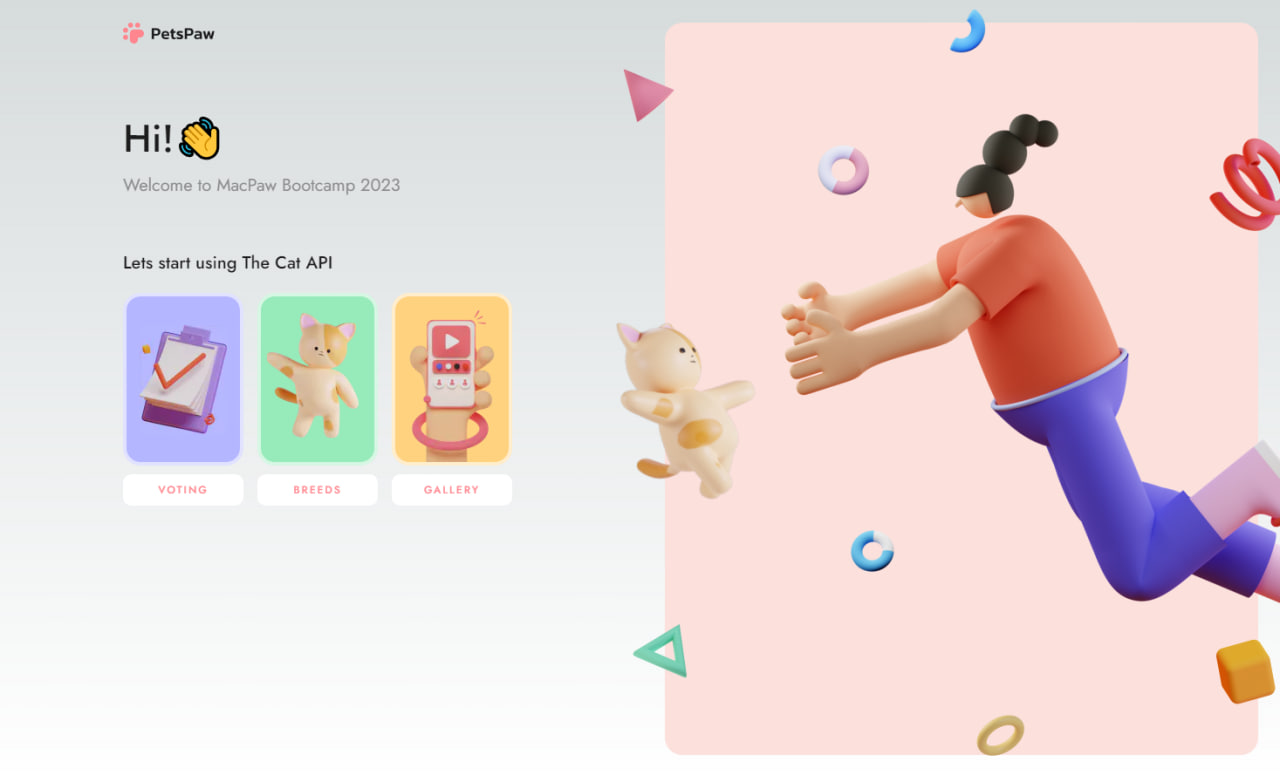 PetsPaw
Hi!👋
Welcome to MacPaw Bootcamp 2023
Lets start using The Cat API
VOTING
BREEDS
GALLERY